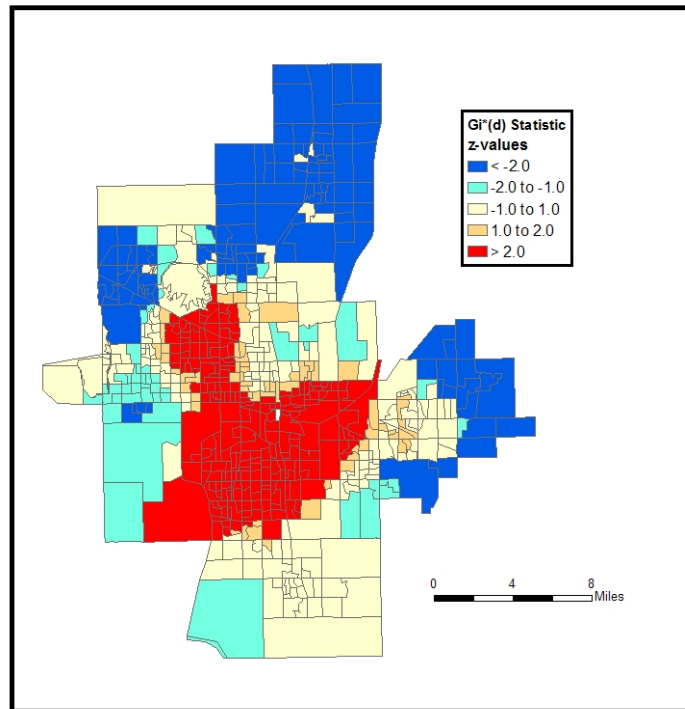 Gi*(d) Statistic
z-values
< -2.0
-2.0 to -1.0
-1.0 to 1.0
1.0 to 2.0
> 2.0
0 4 8
Miles